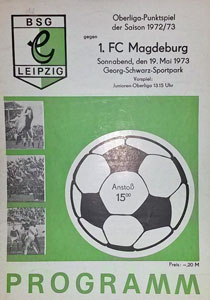 BSG
LEIPZIG
Oberliga-Punktspiel
der Saison 1972/73
gegen
1. FC Magdeburg
Sonnabend, den 19. Mai 1973
Georg-Schwarz-Sportpark
Vorspiel:
Junioren-Oberliga 13.15 Uhr
Anstoß
15⁰⁰
Preis: -,20 M
PROGRAMM